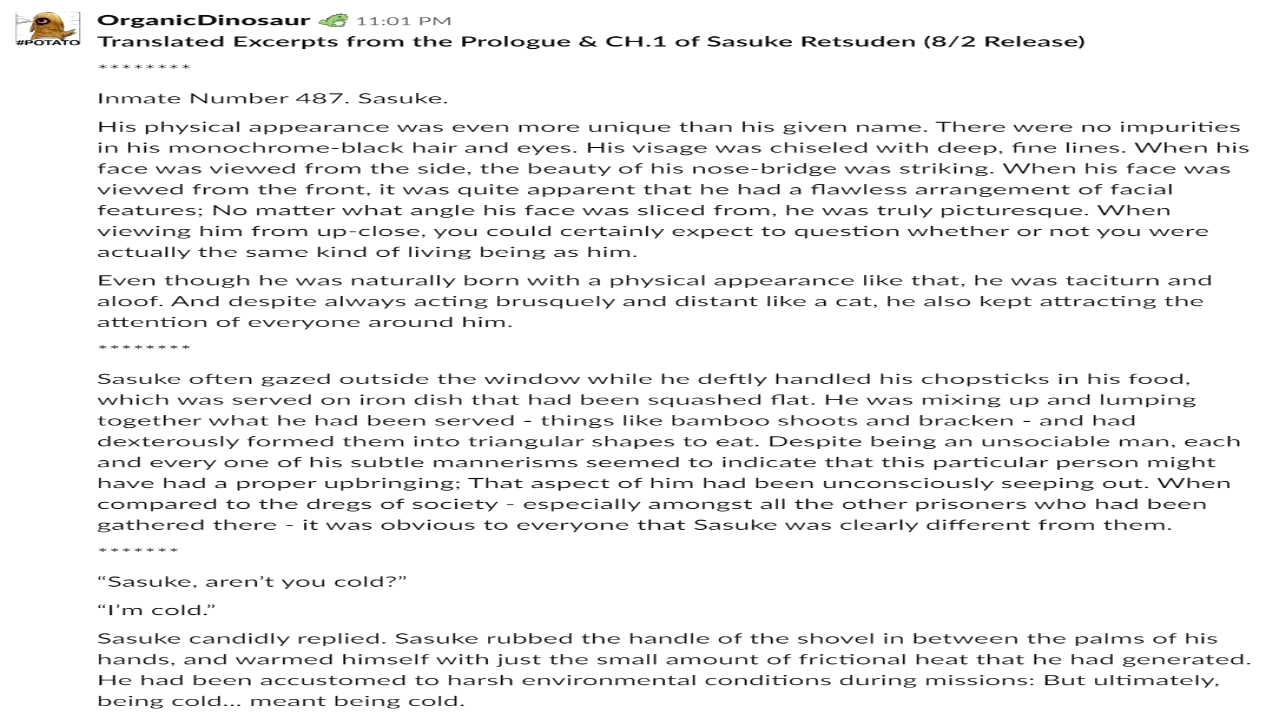 #POTATO
OrganicDinosaur 11:01 PM
Translated Excerpts from the Prologue & CH.1 of Sasuke Retsuden (8/2 Release)
********
Inmate Number 487. Sasuke.
His physical appearance was even more unique than his given name. There were no impurities
in his monochrome-black hair and eyes. His visage was chiseled with deep, fine lines. When his
face was viewed from the side, the beauty of his nose-bridge was striking. When his face was
viewed from the front, it was quite apparent that he had a flawless arrangement of facial
features; No matter what angle his face was sliced from, he was truly picturesque. When
viewing him from up-close, you could certainly expect to question whether or not you were
actually the same kind of living being as him.
Even though he was naturally born with a physical appearance like that, he was taciturn and
aloof. And despite always acting brusquely and distant like a cat, he also kept attracting the
attention of everyone around him.
********
Sasuke often gazed outside the window while he deftly handled his chopsticks in his food,
which was served on iron dish that had been squashed flat. He was mixing up and lumping
together what he had been served - things like bamboo shoots and bracken - and had
dexterously formed them into triangular shapes to eat. Despite being an unsociable man, each
and every one of his subtle mannerisms seemed to indicate that this particular person might
have had a proper upbringing; That aspect of him had been unconsciously seeping out. When
compared to the dregs of society - especially amongst all the other prisoners who had been
gathered there - it was obvious to everyone that Sasuke was clearly different from them.
*******
“Sasuke, aren’t you cold?”
“I’m cold.”
Sasuke candidly replied. Sasuke rubbed the handle of the shovel in between the palms of his
hands, and warmed himself with just the small amount of frictional heat that he had generated.
He had been accustomed to harsh environmental conditions during missions: But ultimately,
being cold... meant being cold.